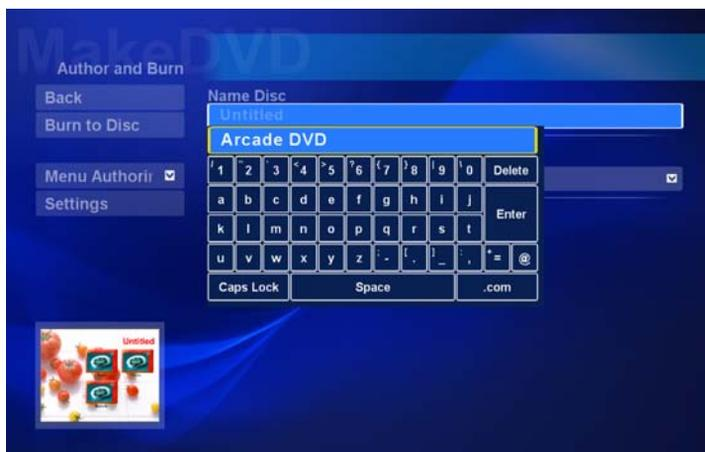 MakeDVD
Author and Burn
Back
Burn to Disc
Menu Authorin
Settings
Name Disc
Untitled
Arcade DVD
1 2 3 < 4 > 5 ? 6 { 7 } 8 9 0 Delete
a b c d e f g h i j
Enter
k l m n o p q r s t
u v w x y z - [ . ] _ , * = @
Caps Lock Space .com
Untitled